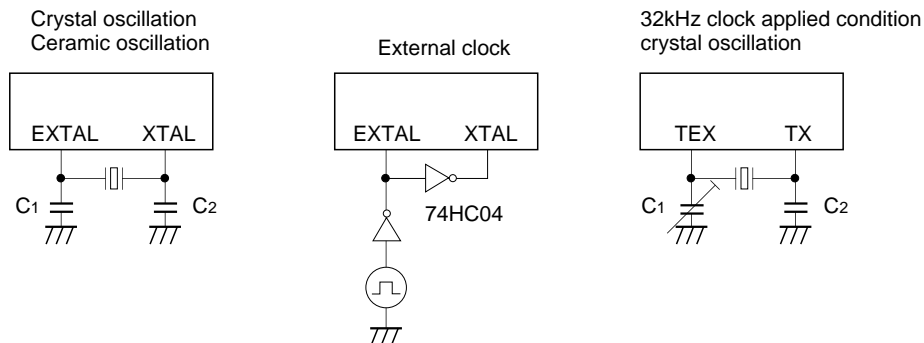 Crystal oscillation
Ceramic oscillation
EXTAL XTAL
C1 C2
External clock
EXTAL XTAL
74HC04
32kHz clock applied condition
crystal oscillation
TEX TX
C1 C2